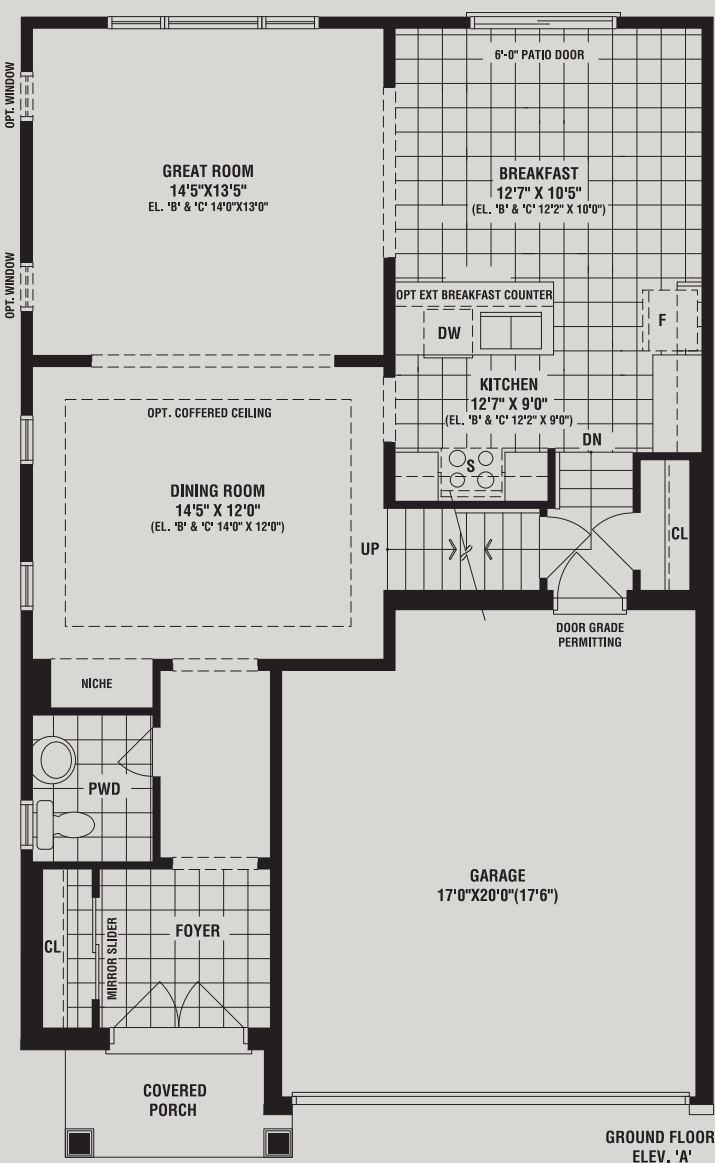 6'-0" PATIO DOOR
OPT. WINDOW
GREAT ROOM
14'5"X13'5"
EL. 'B' & 'C' 14'0"X13'0"
BREAKFAST
12'7" X 10'5"
(EL. 'B' & 'C' 12'2" X 10'0")
OPT. WINDOW
OPT EXT BREAKFAST COUNTER
DW
F
KITCHEN
12'7" X 9'0"
(EL. 'B' & 'C' 12'2" X 9'0")
OPT. COFFERED CEILING
DN
S
DINING ROOM
14'5" X 12'0"
(EL. 'B' & 'C' 14'0" X 12'0")
UP
CL
DOOR GRADE
PERMITTING
NICHE
PWD
GARAGE
17'0"X20'0"(17'6")
FOYER
CL
MIRROR SLIDER
COVERED
PORCH
GROUND FLOOR
ELEV. 'A'